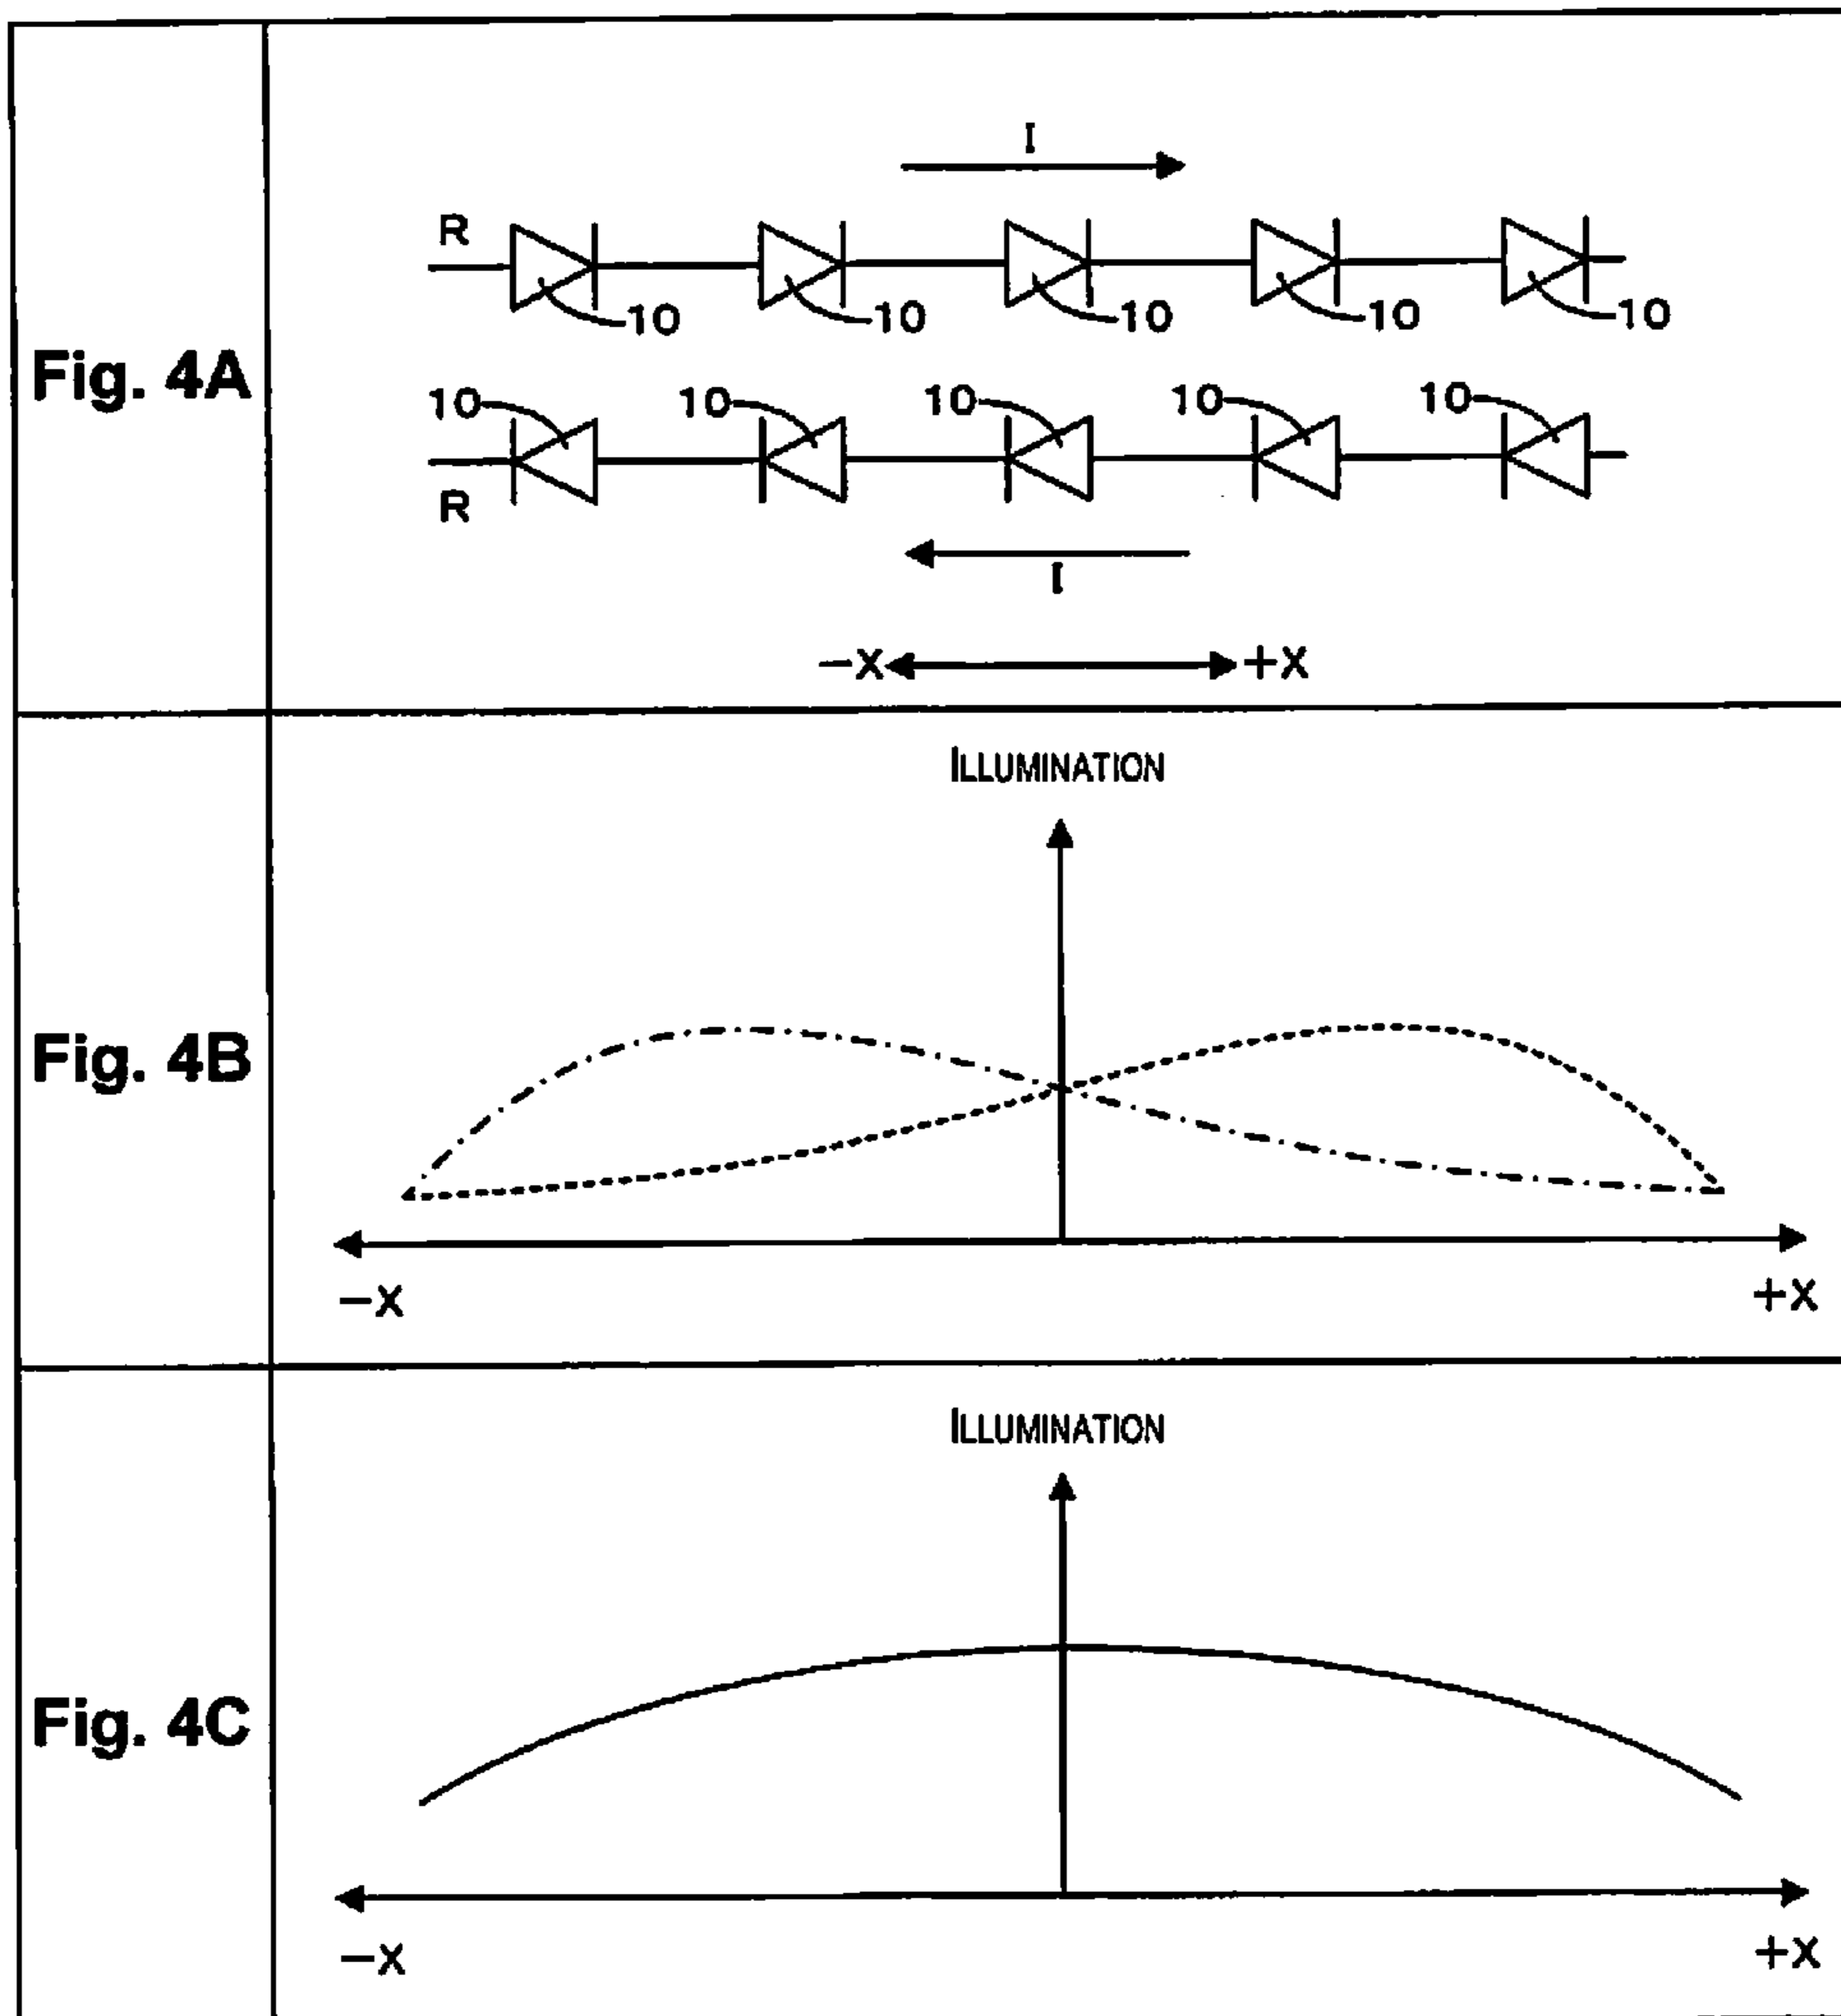 Fig. 4A
I
R
10 10 10 10 10
10 10 10 10 10
R
I
−X +X
Fig. 4B
ILLUMINATION
−X +X
Fig. 4C
ILLUMINATION
−X +X